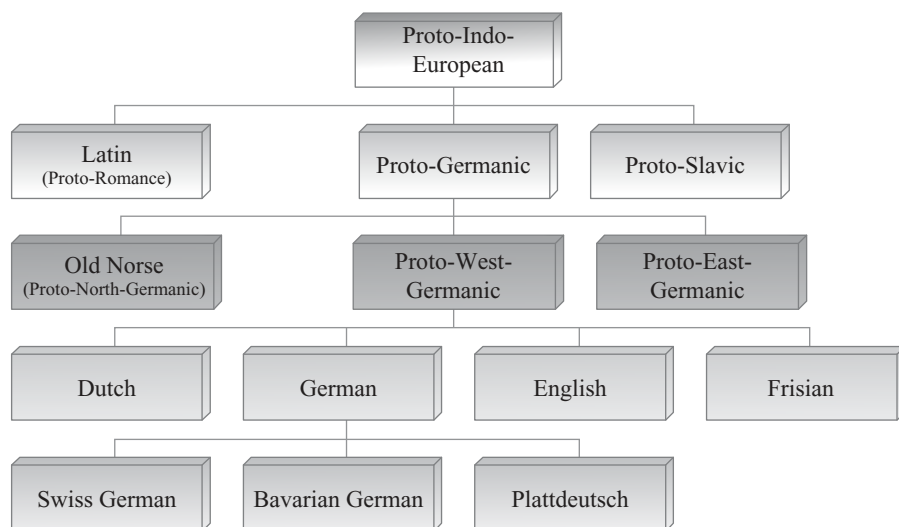 Proto-Indo-
European
Latin
(Proto-Romance)
Proto-Germanic
Proto-Slavic
Old Norse
(Proto-North-Germanic)
Proto-West-
Germanic
Proto-East-
Germanic
Dutch
German
English
Frisian
Swiss German
Bavarian German
Plattdeutsch